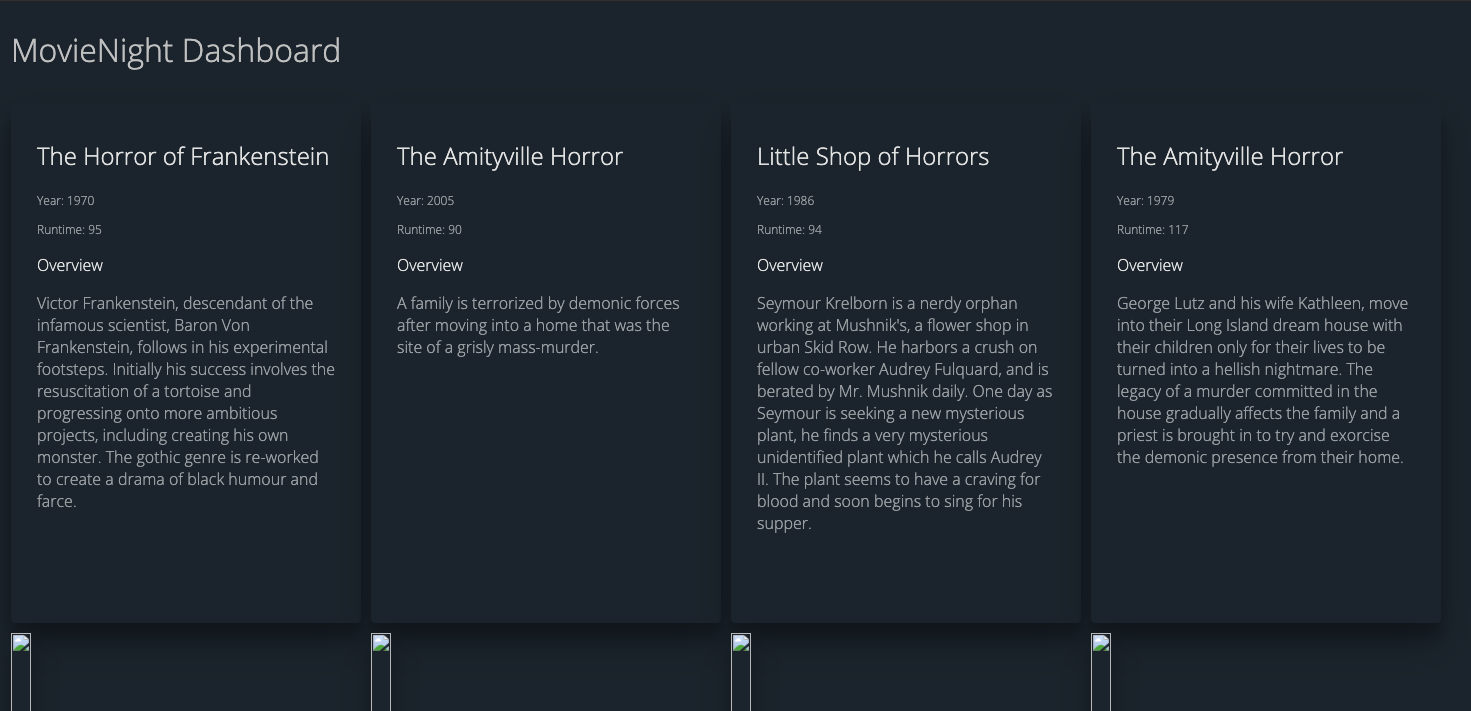 MovieNight Dashboard
The Horror of Frankenstein
Year: 1970
Runtime: 95
Overview
Victor Frankenstein, descendant of the
infamous scientist, Baron Von
Frankenstein, follows in his experimental
footsteps. Initially his success involves the
resuscitation of a tortoise and
progressing onto more ambitious
projects, including creating his own
monster. The gothic genre is re-worked
to create a drama of black humour and
farce.
The Amityville Horror
Year: 2005
Runtime: 90
Overview
A family is terrorized by demonic forces
after moving into a home that was the
site of a grisly mass-murder.
Little Shop of Horrors
Year: 1986
Runtime: 94
Overview
Seymour Krelborn is a nerdy orphan
working at Mushnik's, a flower shop in
urban Skid Row. He harbors a crush on
fellow co-worker Audrey Fulquard, and is
berated by Mr. Mushnik daily. One day as
Seymour is seeking a new mysterious
plant, he finds a very mysterious
unidentified plant which he calls Audrey
II. The plant seems to have a craving for
blood and soon begins to sing for his
supper.
The Amityville Horror
Year: 1979
Runtime: 117
Overview
George Lutz and his wife Kathleen, move
into their Long Island dream house with
their children only for their lives to be
turned into a hellish nightmare. The
legacy of a murder committed in the
house gradually affects the family and a
priest is brought in to try and exorcise
the demonic presence from their home.